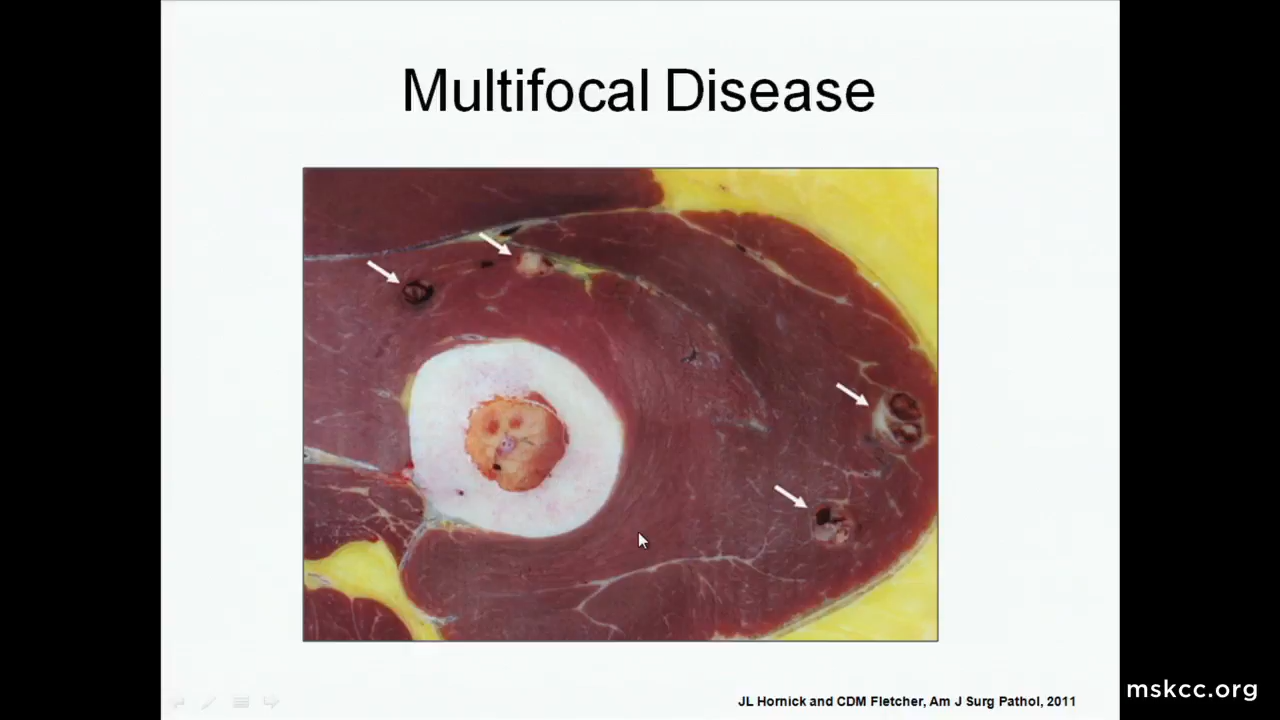 Multifocal Disease
JL Hornick and CDM Fletcher, Am J Surg Pathol, 2011
mskcc.org